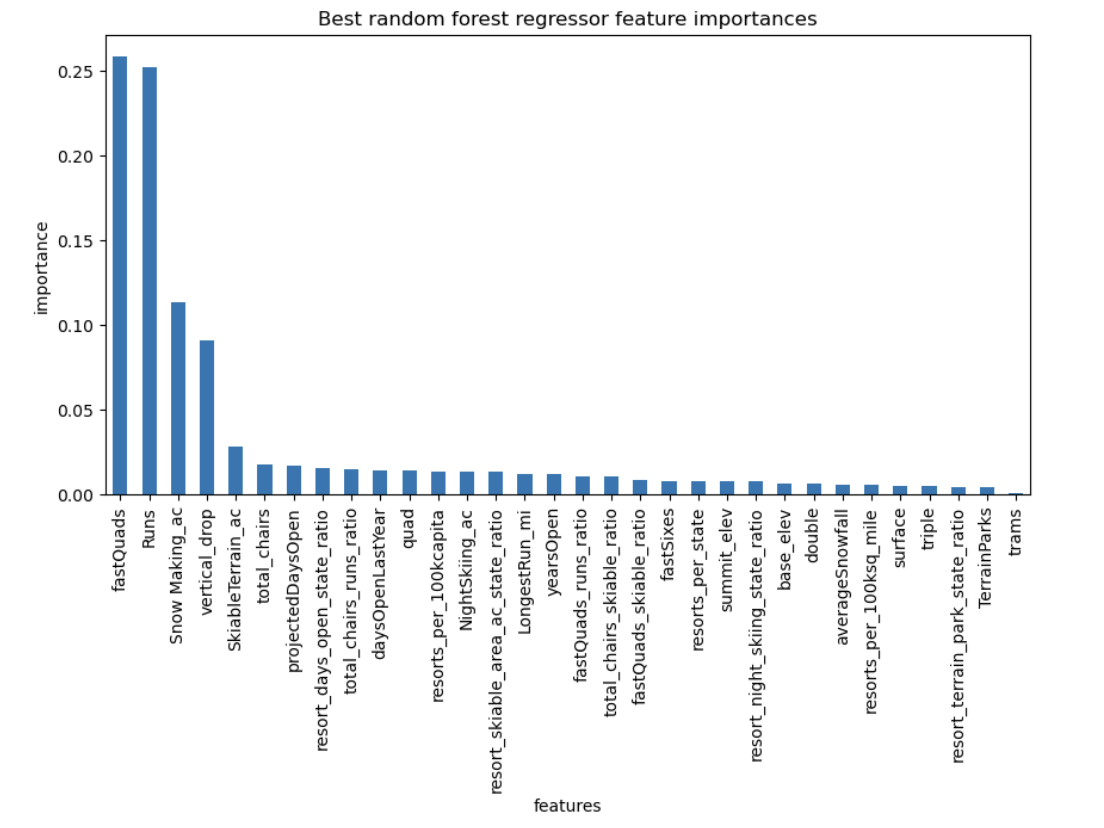 Best random forest regressor feature importances
0.25
0.20
0.15
0.10
0.05
0.00
importance
fastQuads
Runs
Snow Making_ac
vertical_drop
SkiableTerrain_ac
total_chairs
projectedDaysOpen
resort_days_open_state_ratio
total_chairs_runs_ratio
daysOpenLastYear
quad
resorts_per_100kcapita
NightSkiing_ac
resort_skiable_area_ac_state_ratio
LongestRun_mi
yearsOpen
fastQuads_runs_ratio
total_chairs_skiable_ratio
fastQuads_skiable_ratio
fastSixes
resorts_per_state
summit_elev
resort_night_skiing_state_ratio
base_elev
double
averageSnowfall
resorts_per_100ksq_mile
surface
triple
resort_terrain_park_state_ratio
TerrainParks
trams
features